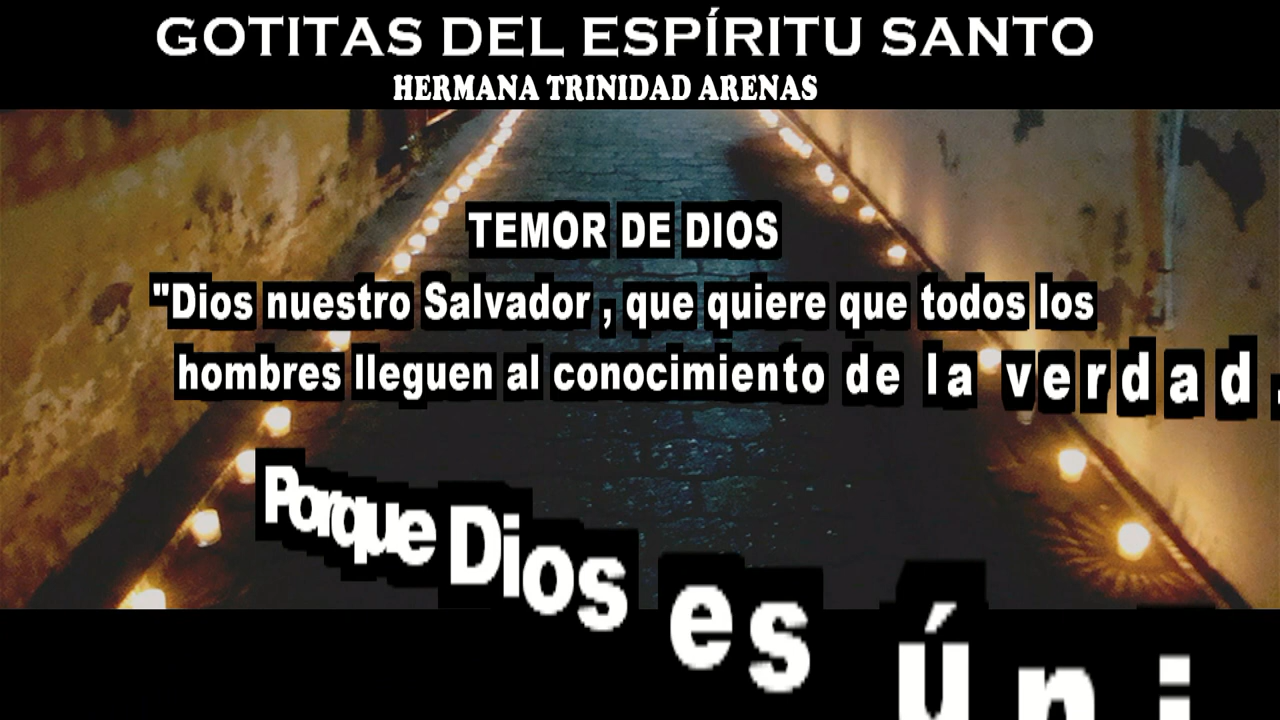 GOTITAS DEL ESPÍRITU SANTO
HERMANA TRINIDAD ARENAS
TEMOR DE DIOS
"Dios nuestro Salvador , que quiere que todos los
hombres lleguen al conocimiento de la verdad .
Porque Dios es